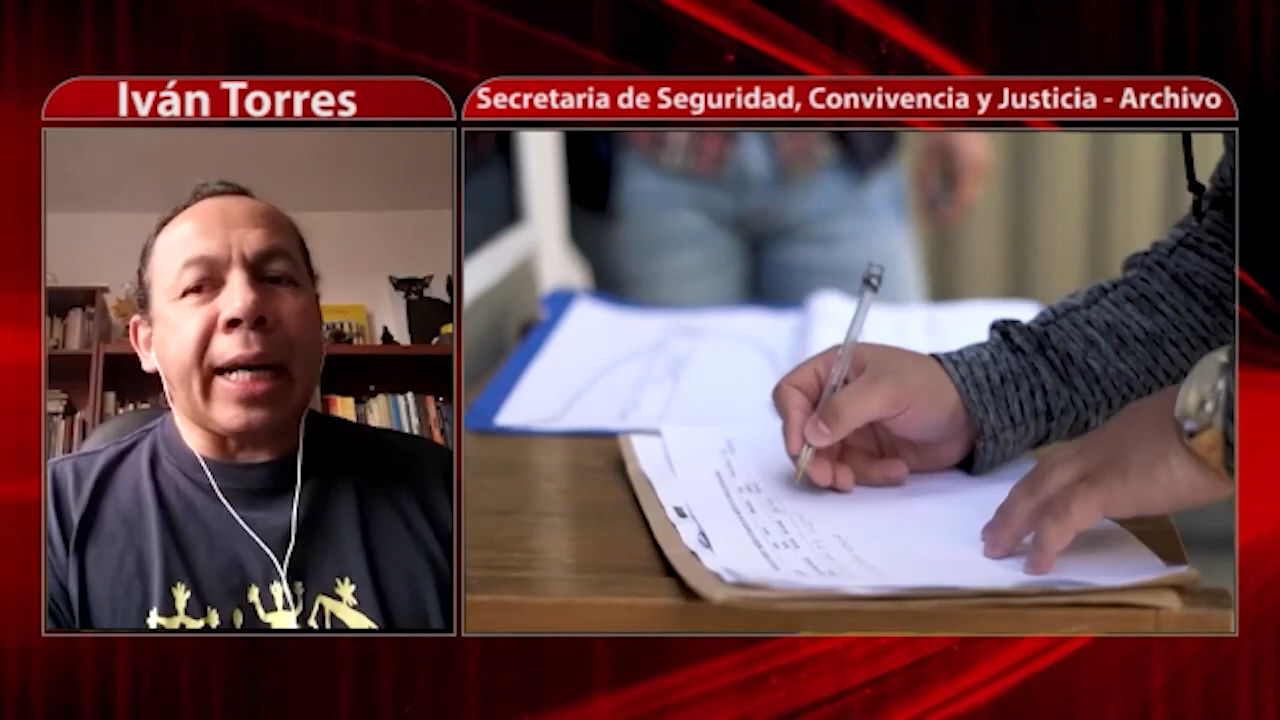 Iván Torres
Secretaria de Seguridad, Convivencia y Justicia - Archivo